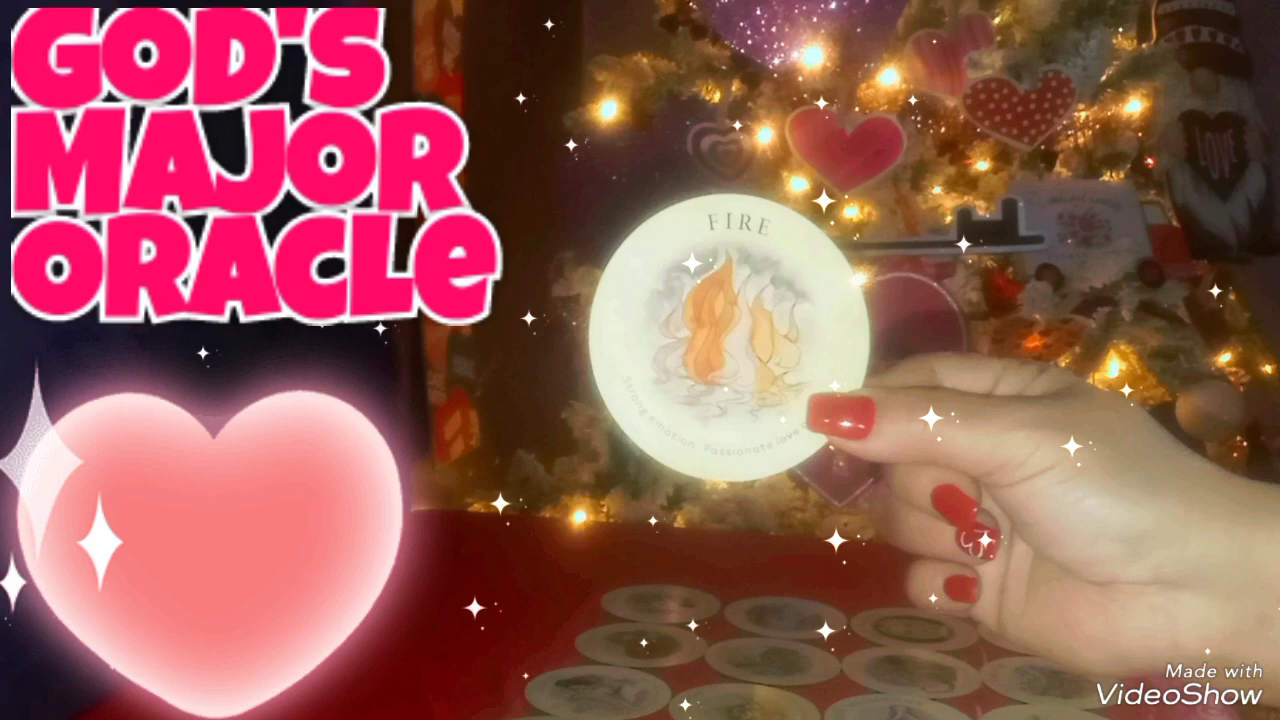 GOD'S
MAJOR
ORACLE
FIRE
Strong emotion. Passionate love
LOVE
Made with
VideoShow